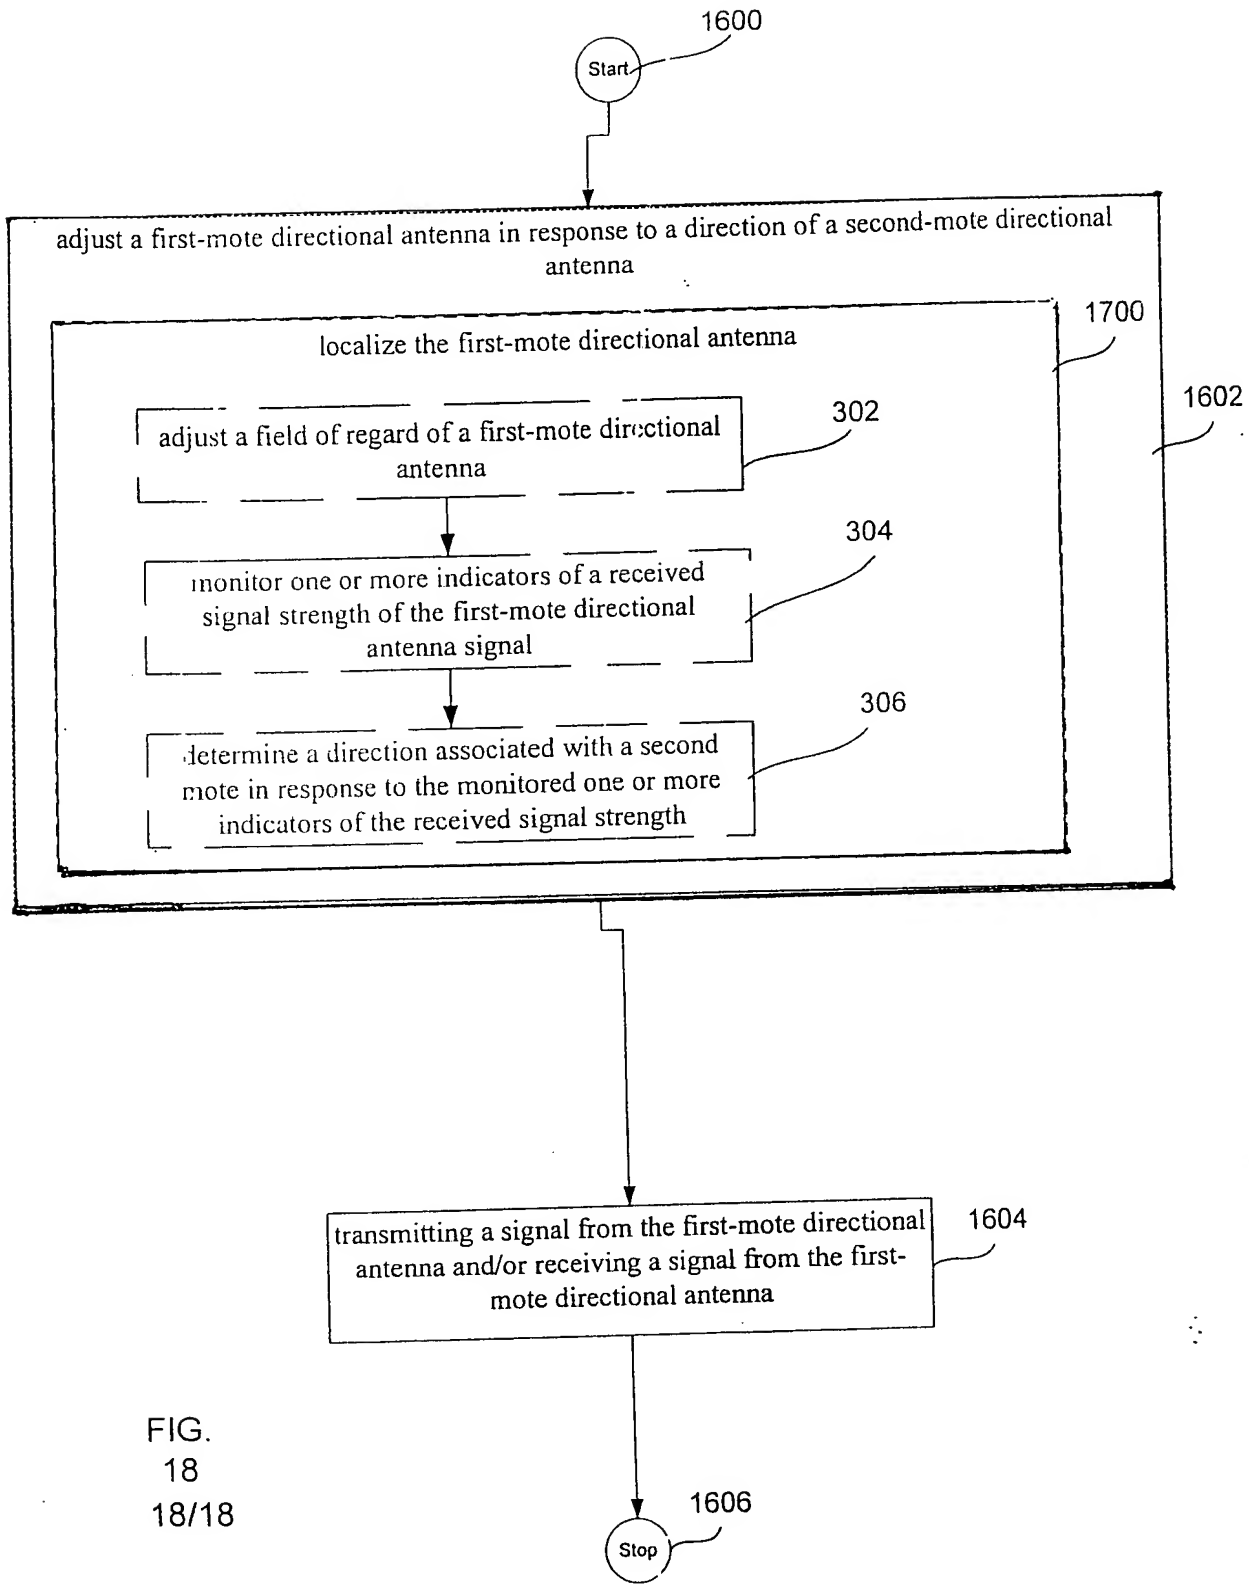 1600
Start
adjust a first-mote directional antenna in response to a direction of a second-mote directional
antenna
1700
localize the first-mote directional antenna
1602
302
adjust a field of regard of a first-mote directional
antenna
304
monitor one or more indicators of a received
signal strength of the first-mote directional
antenna signal
306
determine a direction associated with a second
mote in response to the monitored one or more
indicators of the received signal strength
1604
transmitting a signal from the first-mote directional
antenna and/or receiving a signal from the first-
mote directional antenna
FIG.
18
18/18
1606
Stop